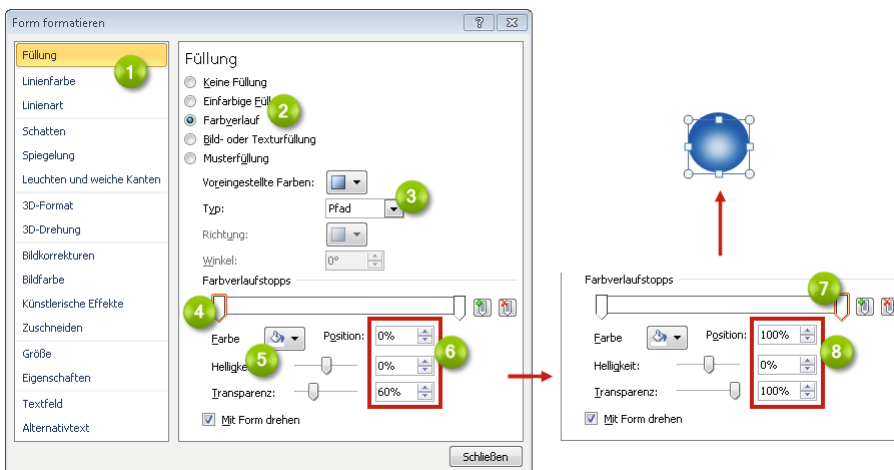 Form formatieren
Füllung
Linienfarbe
Linienart
Schatten
Spiegelung
Leuchten und weiche Kanten
3D-Format
3D-Drehung
Bildkorrekturen
Bildfarbe
Künstlerische Effekte
Zuschneiden
Größe
Eigenschaften
Textfeld
Alternativtext
1
Füllung
Keine Füllung
Einfarbige
2
Farbverlauf
Bild- oder Texturfüllung
Musterfüllung
Voreingestellte Farben:
3
Typ: Pfad
Richtung:
Winkel: 0°
Farbverlaufstopps
4
Farbe Position: 0%
5
6
0%
Transparenz: 60%
Mit Form drehen
Schließen
Farbverlaufstopps
7
Farbe Position: 100%
8
Helligkeit: 0%
Transparenz: 100%
Mit Form drehen